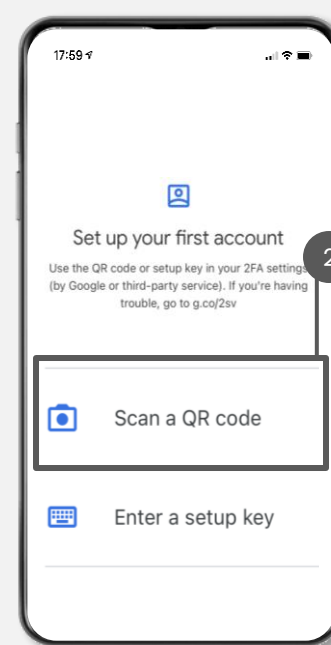 17:59
Set up your first account
Use the QR code or setup key in your 2FA settings
(by Google or third-party service). If you're having
trouble, go to g.co/2sv
2
Scan a QR code
Enter a setup key